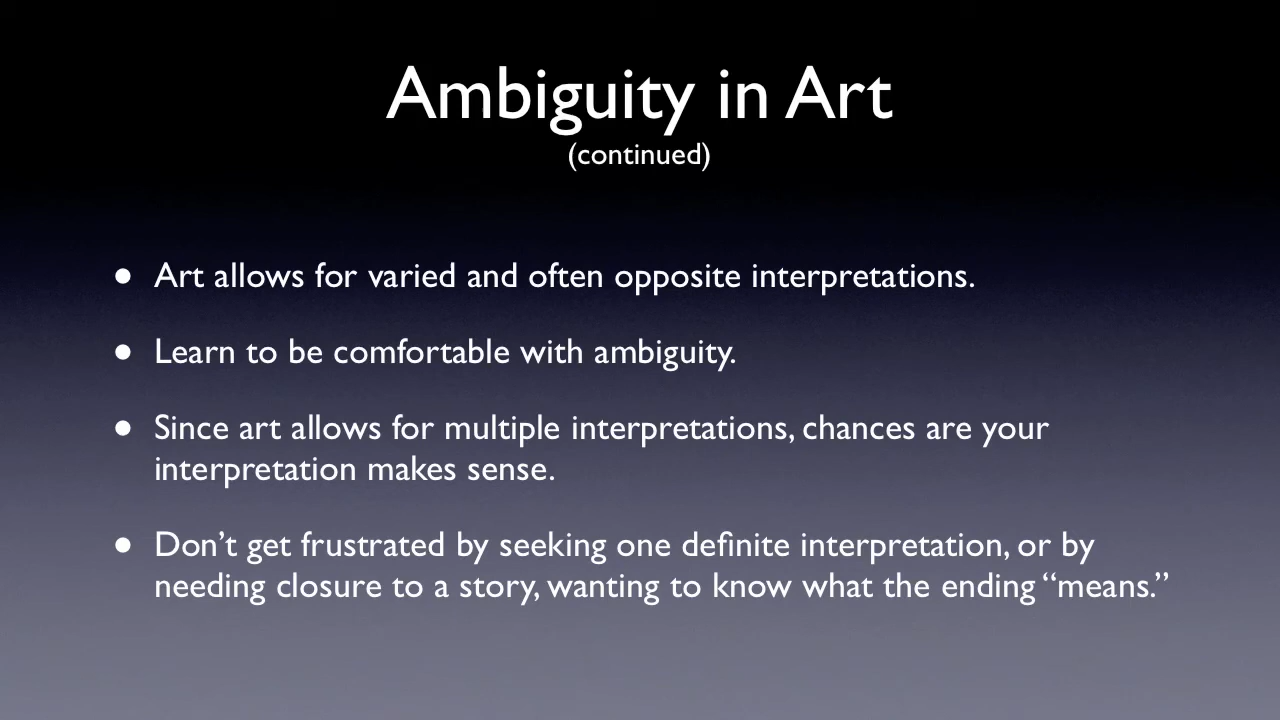 Ambiguity in Art
(continued)
• Art allows for varied and often opposite interpretations.
• Learn to be comfortable with ambiguity.
• Since art allows for multiple interpretations, chances are your
interpretation makes sense.
• Don’t get frustrated by seeking one definite interpretation, or by
needing closure to a story, wanting to know what the ending “means.”